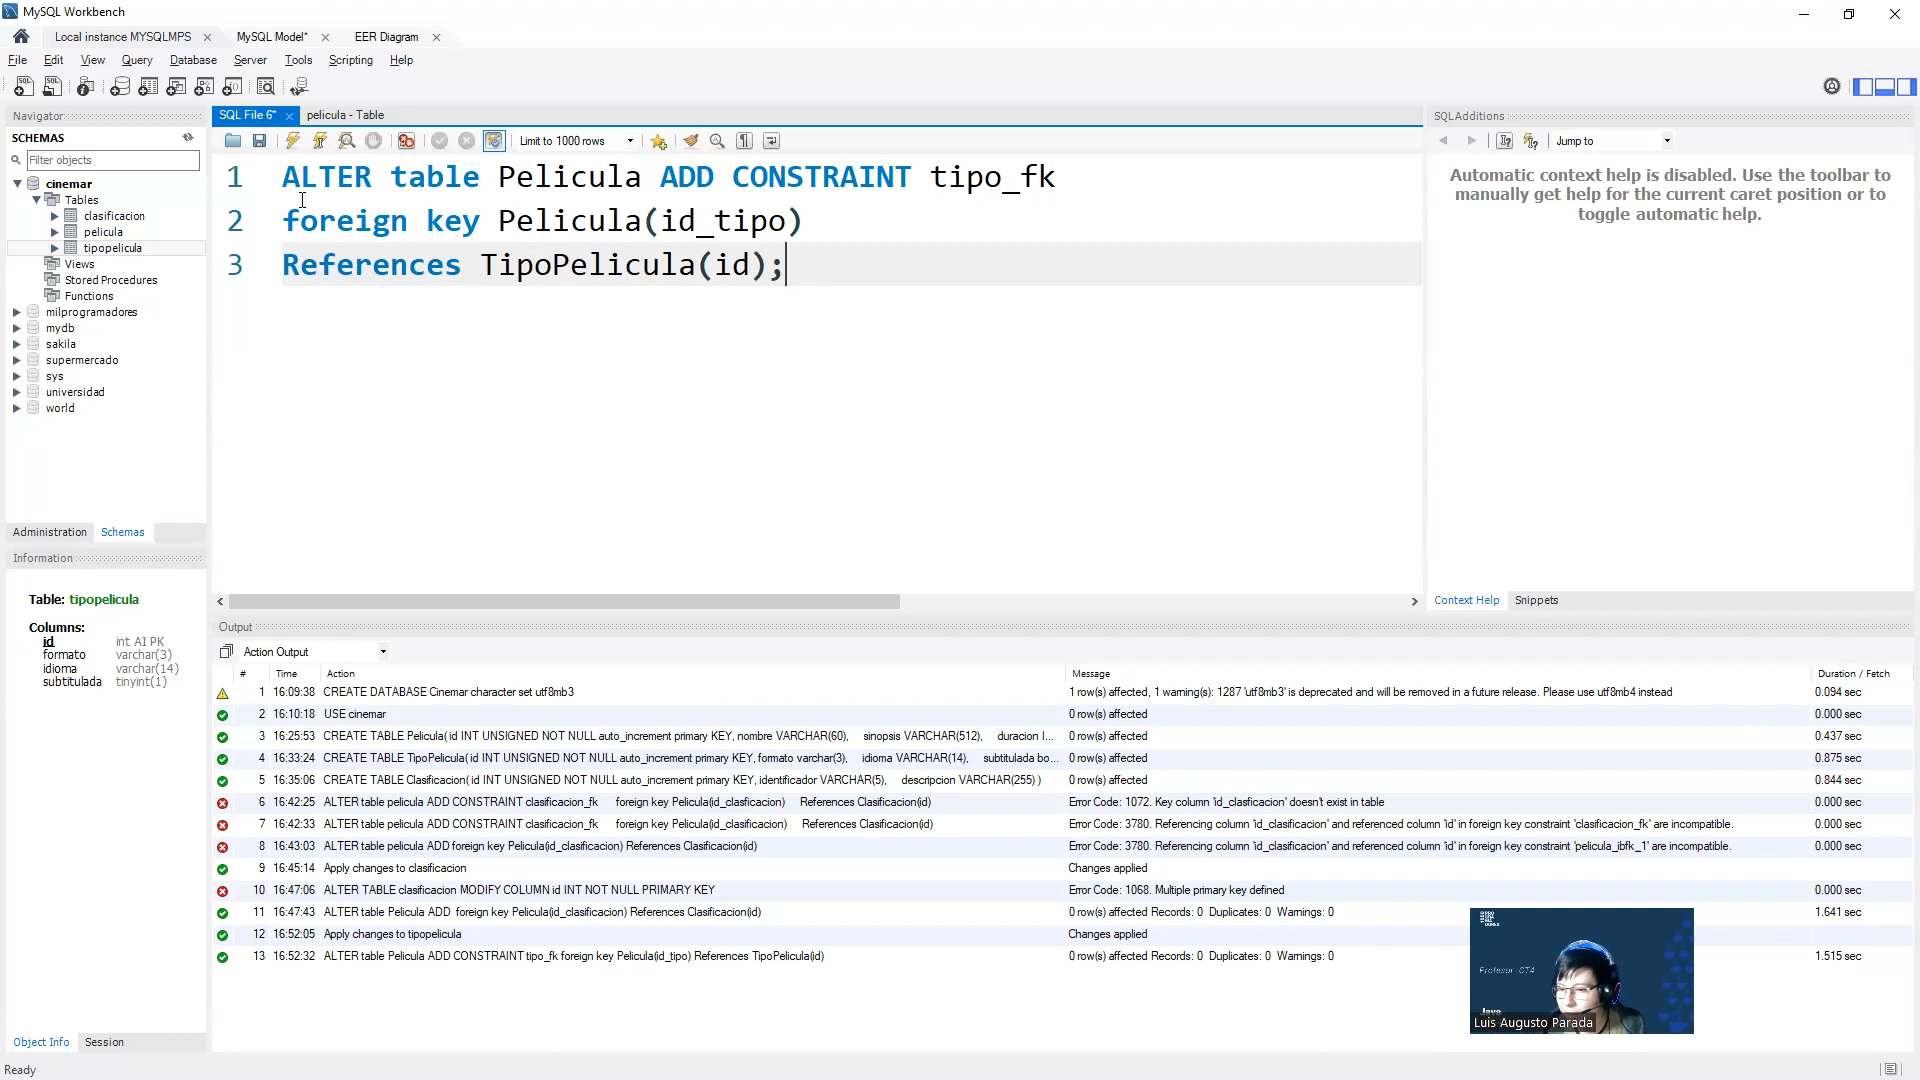 MySQL Workbench
Local instance MYSQLMPS
MySQL Model*
EER Diagram
File Edit View Query Database Server Tools Scripting Help
Navigator
SCHEMAS
Filter objects
cinemar
Tables
clasificacion
pelicula
tipopelicula
Views
Stored Procedures
Functions
milprogramadores
mydb
sakila
supermercado
sys
universidad
world
Administration Schemas
Information
Table: tipopelicula
Columns:
id int AI PK
formato varchar(3)
idioma varchar(14)
subtitulada tinyint(1)
Object Info Session
Ready
SQL File 6*
pelicula - Table
Limit to 1000 rows
1 ALTER table Pelicula ADD CONSTRAINT tipo_fk
2 foreign key Pelicula(id_tipo)
3 References TipoPelicula(id);
SQLAdditions
Jump to
Automatic context help is disabled. Use the toolbar to
manually get help for the current caret position or to
toggle automatic help.
Context Help Snippets
Output
Action Output
# Time Action Message Duration / Fetch
1 16:09:38 CREATE DATABASE Cinemar character set utf8mb3 1 row(s) affected, 1 warning(s): 1287 'utf8mb3' is deprecated and will be removed in a future release. Please use utf8mb4 instead 0.094 sec
2 16:10:18 USE cinemar 0 row(s) affected 0.000 sec
3 16:25:53 CREATE TABLE Pelicula( id INT UNSIGNED NOT NULL auto_increment primary KEY, nombre VARCHAR(60), sinopsis VARCHAR(512), duracion I... 0 row(s) affected 0.437 sec
4 16:33:24 CREATE TABLE TipoPelicula( id INT UNSIGNED NOT NULL auto_increment primary KEY, formato varchar(3), idioma VARCHAR(14), subtitulada bo... 0 row(s) affected 0.875 sec
5 16:35:06 CREATE TABLE Clasificacion( id INT UNSIGNED NOT NULL auto_increment primary KEY, identificador VARCHAR(5), descripcion VARCHAR(255) ) 0 row(s) affected 0.844 sec
6 16:42:25 ALTER table pelicula ADD CONSTRAINT clasificacion_fk foreign key Pelicula(id_clasficacion) References Clasificacion(id) Error Code: 1072. Key column 'id_clasficacion' doesn't exist in table 0.000 sec
7 16:42:33 ALTER table pelicula ADD CONSTRAINT clasificacion_fk foreign key Pelicula(id_clasificacion) References Clasificacion(id) Error Code: 3780. Referencing column 'id_clasificacion' and referenced column 'id' in foreign key constraint 'clasificacion_fk' are incompatible. 0.000 sec
8 16:43:03 ALTER table pelicula ADD foreign key Pelicula(id_clasificacion) References Clasificacion(id) Error Code: 3780. Referencing column 'id_clasificacion' and referenced column 'id' in foreign key constraint 'pelicula_ibfk_1' are incompatible. 0.000 sec
9 16:45:14 Apply changes to clasificacion Changes applied
10 16:47:06 ALTER TABLE clasificacion MODIFY COLUMN id INT NOT NULL PRIMARY KEY Error Code: 1068. Multiple primary key defined 0.000 sec
11 16:47:43 ALTER table Pelicula ADD foreign key Pelicula(id_clasificacion) References Clasificacion(id) 0 row(s) affected Records: 0 Duplicates: 0 Warnings: 0 1.641 sec
12 16:52:05 Apply changes to tipopelicula Changes applied
13 16:52:32 ALTER table Pelicula ADD CONSTRAINT tipo_fk foreign key Pelicula(id_tipo) References TipoPelicula(id) 0 row(s) affected Records: 0 Duplicates: 0 Warnings: 0 1.515 sec
Profesor CT4
Java
Luis Augusto Parada